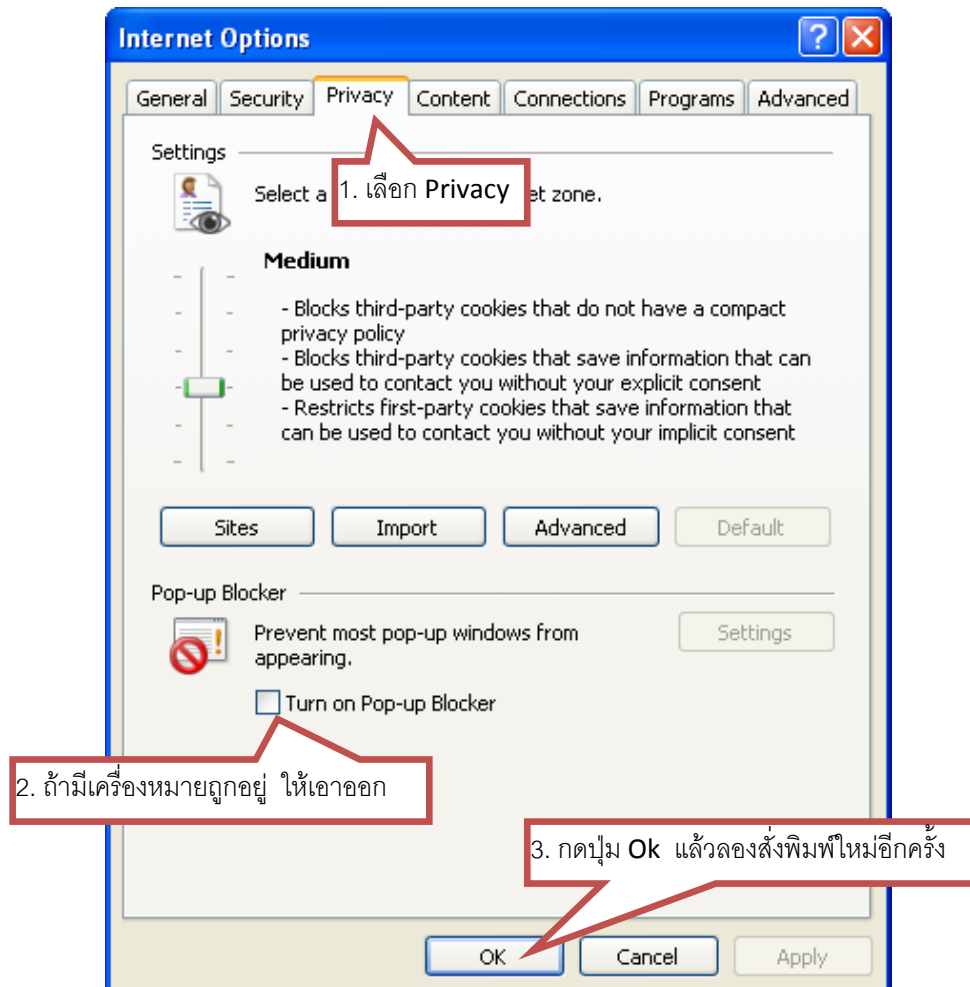 Internet Options
General Security Privacy Content Connections Programs Advanced
Settings
1. เลือก Privacy
Select a et zone.
Medium
- Blocks third-party cookies that do not have a compact
privacy policy
- Blocks third-party cookies that save information that can
be used to contact you without your explicit consent
- Restricts first-party cookies that save information that
can be used to contact you without your implicit consent
Sites Import Advanced Default
Pop-up Blocker
Prevent most pop-up windows from
appearing.
Settings
Turn on Pop-up Blocker
2. ถ้ามีเครื่องหมายถูกอยู่ ให้เอาออก
3. กดปุ่ม Ok แล้วลองสั่งพิมพ์ใหม่อีกครั้ง
OK Cancel Apply